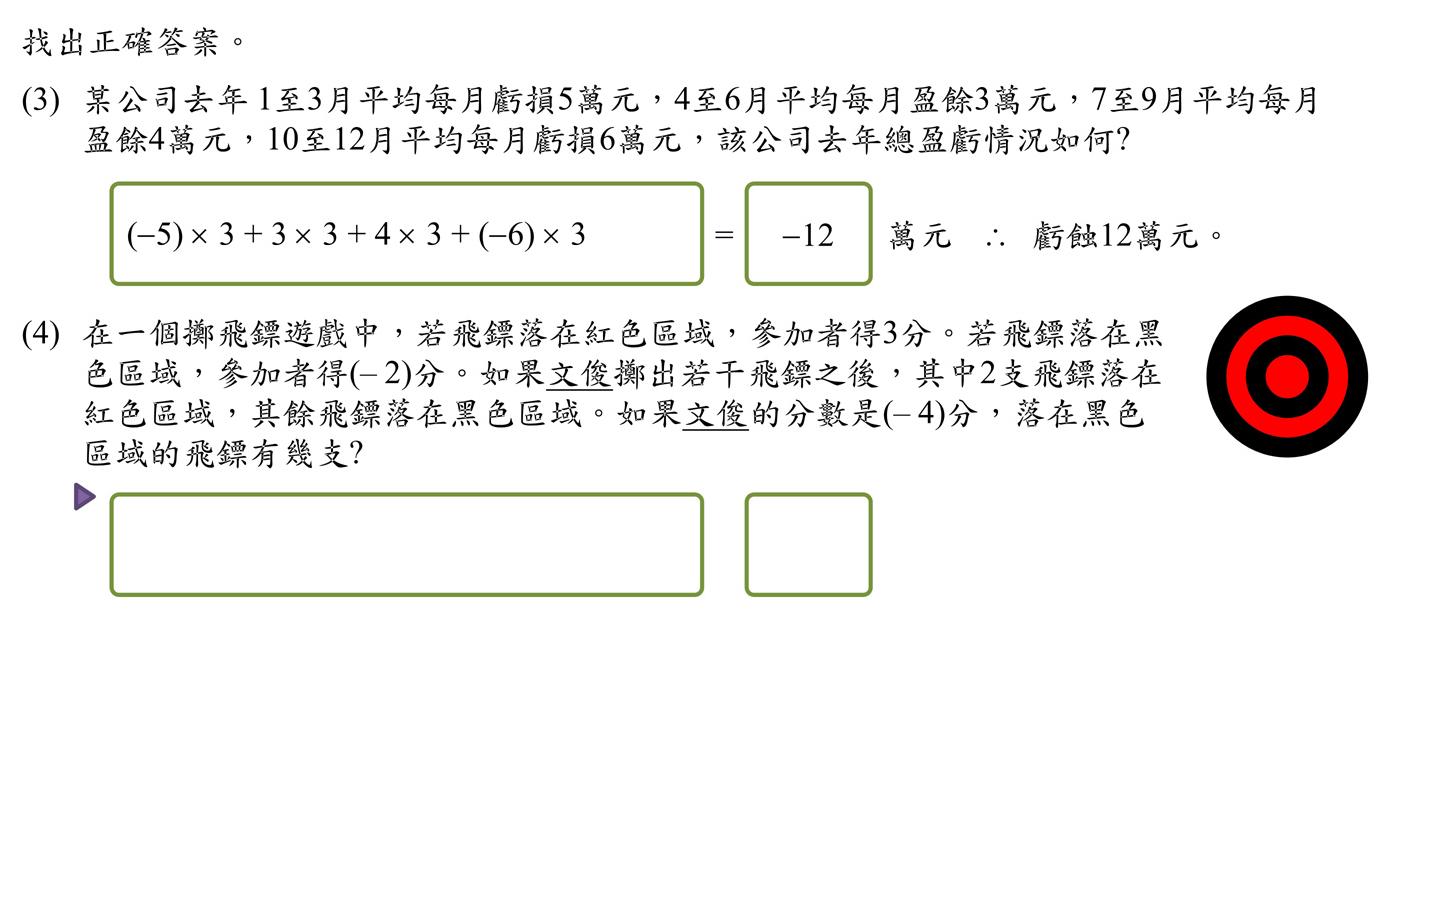 找出正確答案。
(3) 某公司去年 1至3月平均每月虧損5萬元，4至6月平均每月盈餘3萬元，7至9月平均每月
盈餘4萬元，10至12月平均每月虧損6萬元，該公司去年總盈虧情況如何?
(–5) × 3 + 3 × 3 + 4 × 3 + (–6) × 3 = –12 萬元 ∴ 虧蝕12萬元。
(4) 在一個擲飛鏢遊戲中，若飛鏢落在紅色區域，參加者得3分。若飛鏢落在黑
色區域，參加者得(– 2)分。如果文俊擲出若干飛鏢之後，其中2支飛鏢落在
紅色區域，其餘飛鏢落在黑色區域。如果文俊的分數是(– 4)分，落在黑色
區域的飛鏢有幾支?